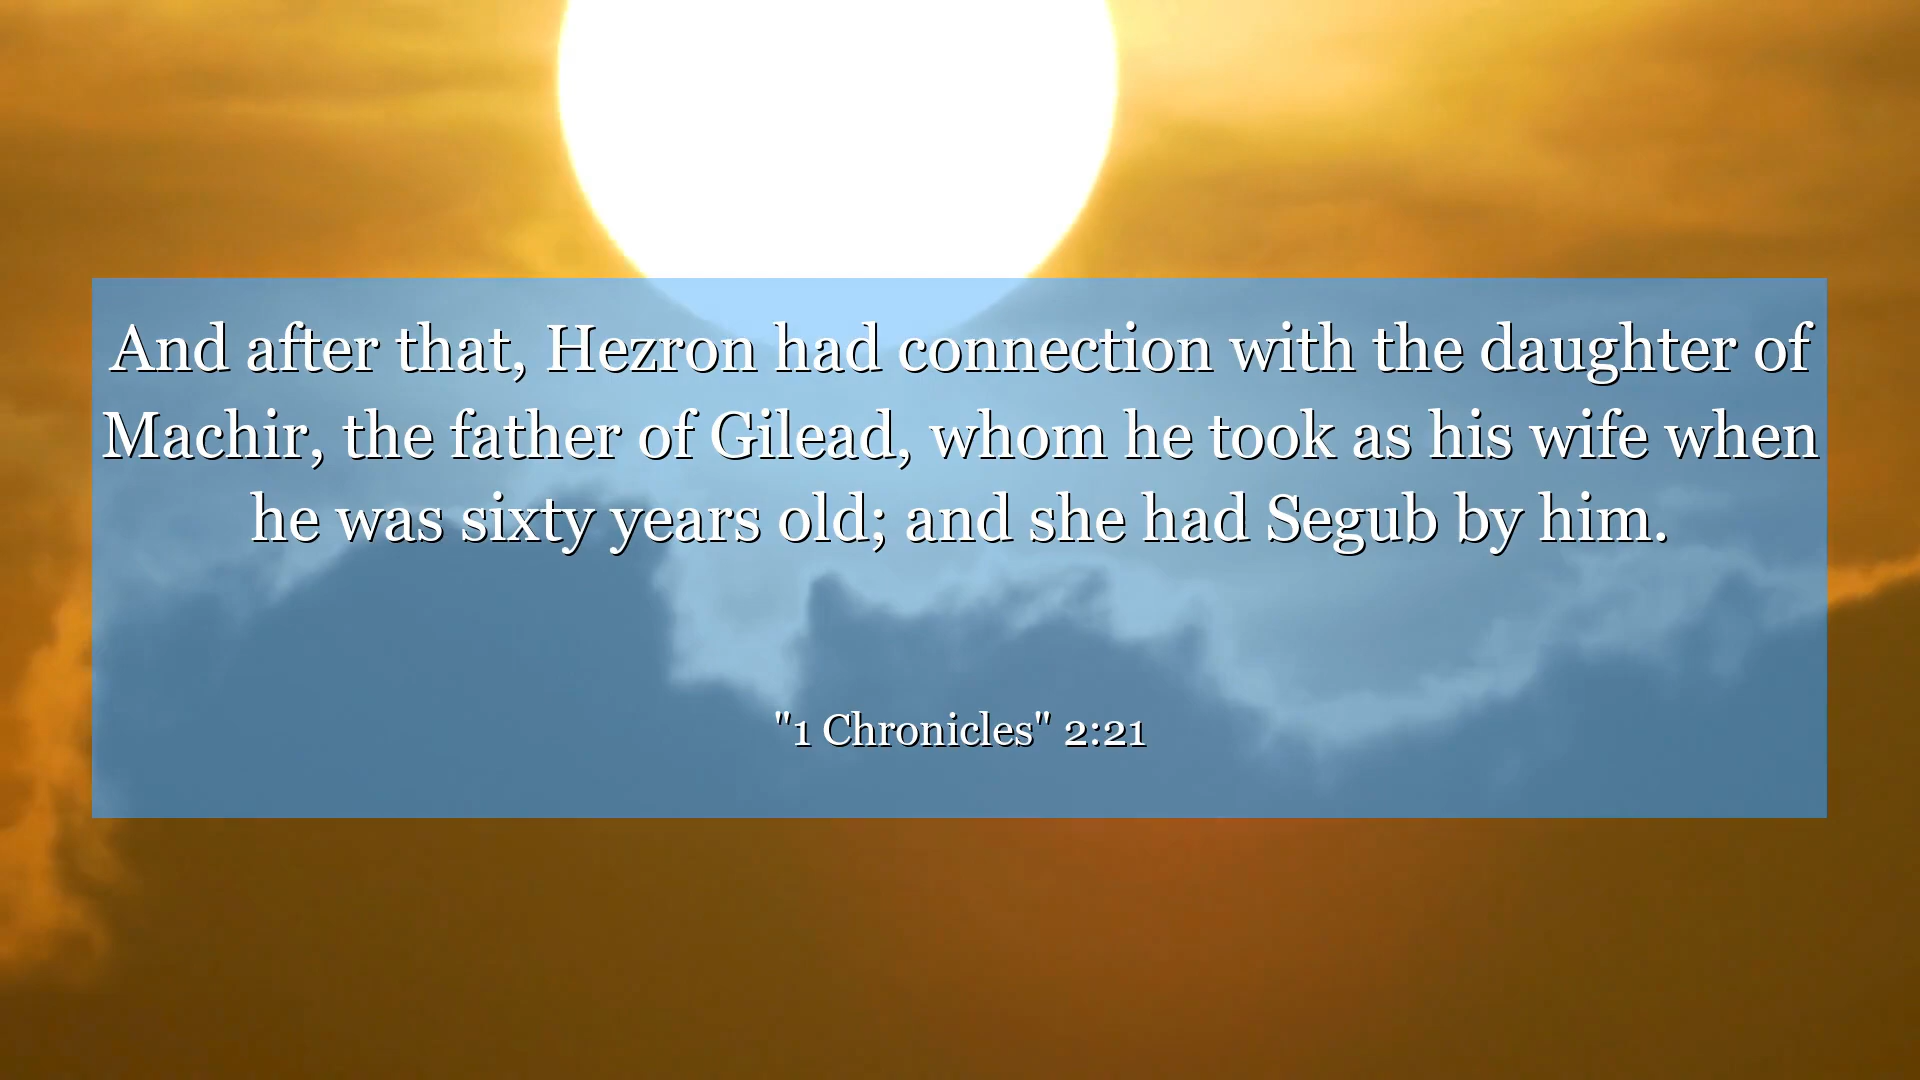 And after that, Hezron had connection with the daughter of
Machir, the father of Gilead, whom he took as his wife when
he was sixty years old; and she had Segub by him.
"1 Chronicles" 2:21